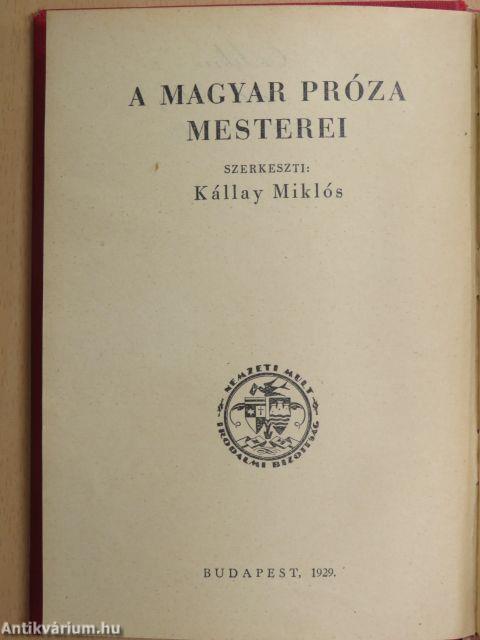 A MAGYAR PRÓZA
MESTEREI
SZERKESZTI:
Kállay Miklós
NEMZETI MULT
IRODALMI BIZOTTSÁG
BUDAPEST, 1929.
Antikvárium.hu